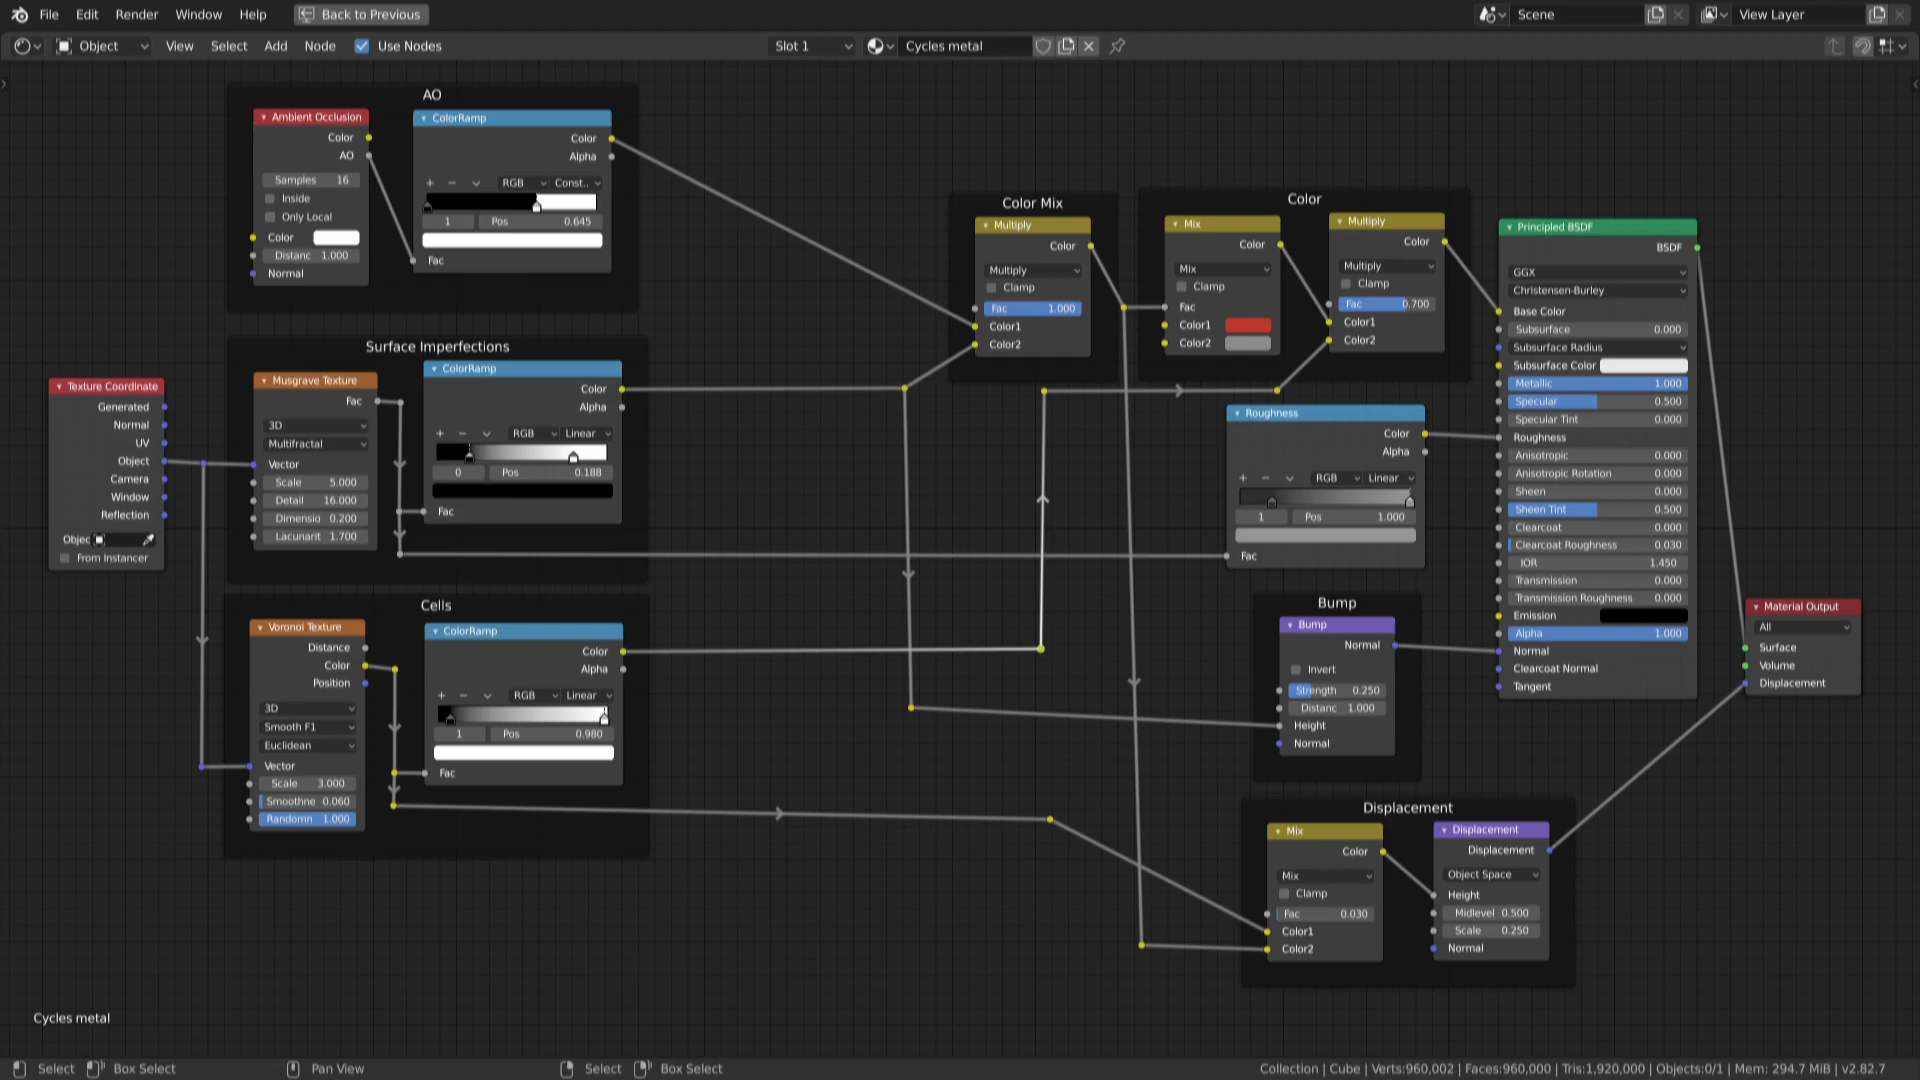 File Edit Render Window Help Back to Previous Scene View Layer
Object View Select Add Node Use Nodes Slot 1 Cycles metal
AO
Ambient Occlusion
Color
AO
Samples 16
Inside
Only Local
Color
Distanc 1.000
Normal
ColorRamp
Color
Alpha
RGB Const..
1 Pos 0.645
Fac
Surface Imperfections
Texture Coordinate
Generated
Normal
UV
Object
Camera
Window
Reflection
Objec
From Instancer
Musgrave Texture
Fac
3D
Multifractal
Vector
Scale 5.000
Detail 16.000
Dimensio 0.200
Lacunarit 1.700
ColorRamp
Color
Alpha
RGB Linear
0 Pos 0.188
Fac
Cells
Voronoi Texture
Distance
Color
Position
3D
Smooth F1
Euclidean
Vector
Scale 3.000
Smoothne 0.060
Randomn 1.000
ColorRamp
Color
Alpha
RGB Linear
1 Pos 0.980
Fac
Color Mix
Multiply
Color
Multiply
Clamp
Fac 1.000
Color1
Color2
Color
Mix
Color
Mix
Clamp
Fac
Color1
Color2
Multiply
Color
Multiply
Clamp
Fac 0.700
Color1
Color2
Roughness
Color
Alpha
RGB Linear
1 Pos 1.000
Fac
Bump
Bump
Normal
Invert
Strength 0.250
Distanc 1.000
Height
Normal
Displacement
Mix
Color
Mix
Clamp
Fac 0.030
Color1
Color2
Displacement
Displacement
Object Space
Height
Midlevel 0.500
Scale 0.250
Normal
Principled BSDF
BSDF
GGX
Christensen-Burley
Base Color
Subsurface 0.000
Subsurface Radius
Subsurface Color
Metallic 1.000
Specular 0.500
Specular Tint 0.000
Roughness
Anisotropic 0.000
Anisotropic Rotation 0.000
Sheen 0.000
Sheen Tint 0.500
Clearcoat 0.000
Clearcoat Roughness 0.030
IOR 1.450
Transmission 0.000
Transmission Roughness 0.000
Emission
Alpha 1.000
Normal
Clearcoat Normal
Tangent
Material Output
All
Surface
Volume
Displacement
Cycles metal
Select Box Select Pan View Select Box Select Collection | Cube | Verts:960,002 | Faces:960,000 | Tris:1,920,000 | Objects:0/1 | Mem: 294.7 MiB | v2.82.7